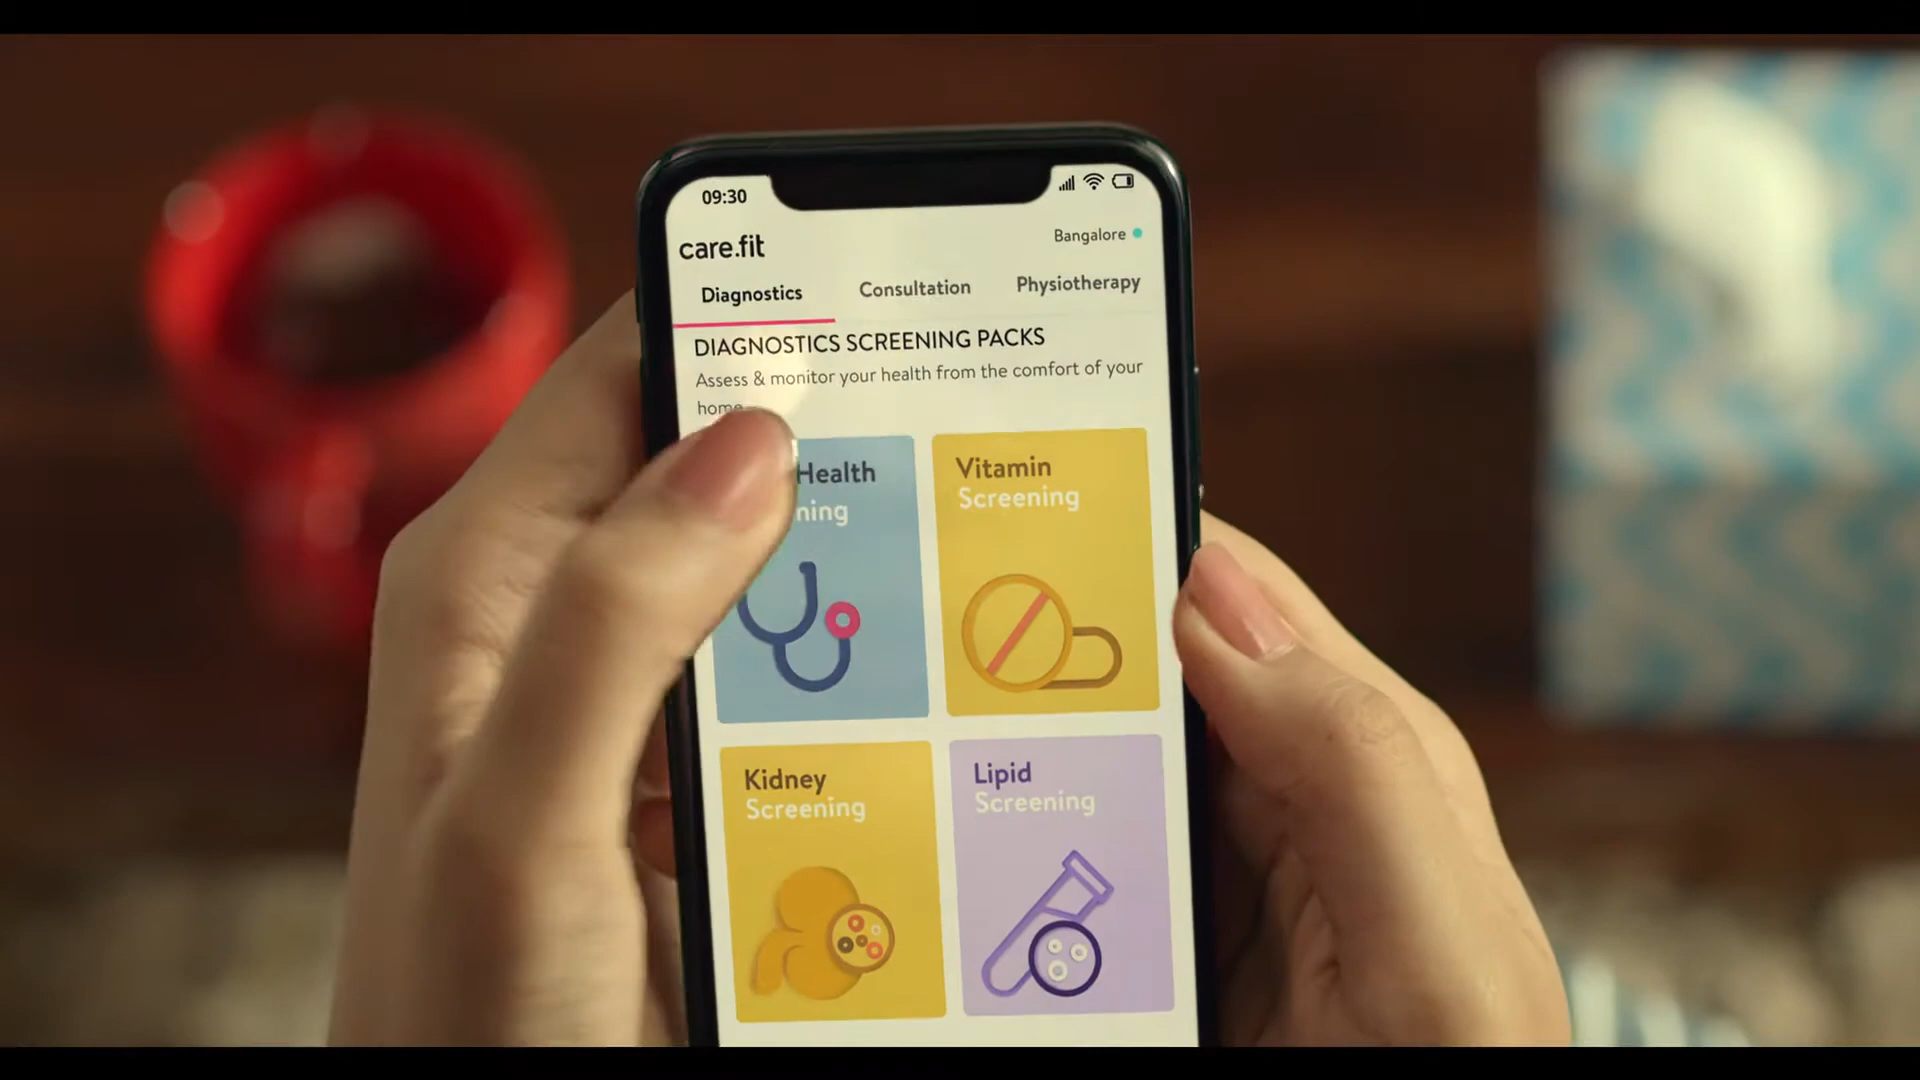 09:30
care.fit
Bangalore
Diagnostics
Consultation
Physiotherapy
DIAGNOSTICS SCREENING PACKS
Assess & monitor your health from the comfort of your
home
Health
Vitamin
Screening
Kidney
Screening
Lipid
Screening